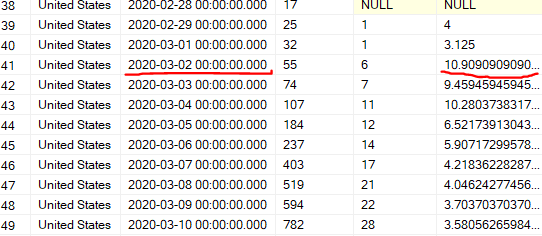 38 United States 2020-02-28 00:00:00.000 17 NULL NULL
39 United States 2020-02-29 00:00:00.000 25 1 4
40 United States 2020-03-01 00:00:00.000 32 1 3.125
41 United States 2020-03-02 00:00:00.000 55 6 10.9090909090...
42 United States 2020-03-03 00:00:00.000 74 7 9.45945945945...
43 United States 2020-03-04 00:00:00.000 107 11 10.2803738317...
44 United States 2020-03-05 00:00:00.000 184 12 6.52173913043...
45 United States 2020-03-06 00:00:00.000 237 14 5.90717299578...
46 United States 2020-03-07 00:00:00.000 403 17 4.21836228287...
47 United States 2020-03-08 00:00:00.000 519 21 4.04624277456...
48 United States 2020-03-09 00:00:00.000 594 22 3.70370370370...
49 United States 2020-03-10 00:00:00.000 782 28 3.58056265984...